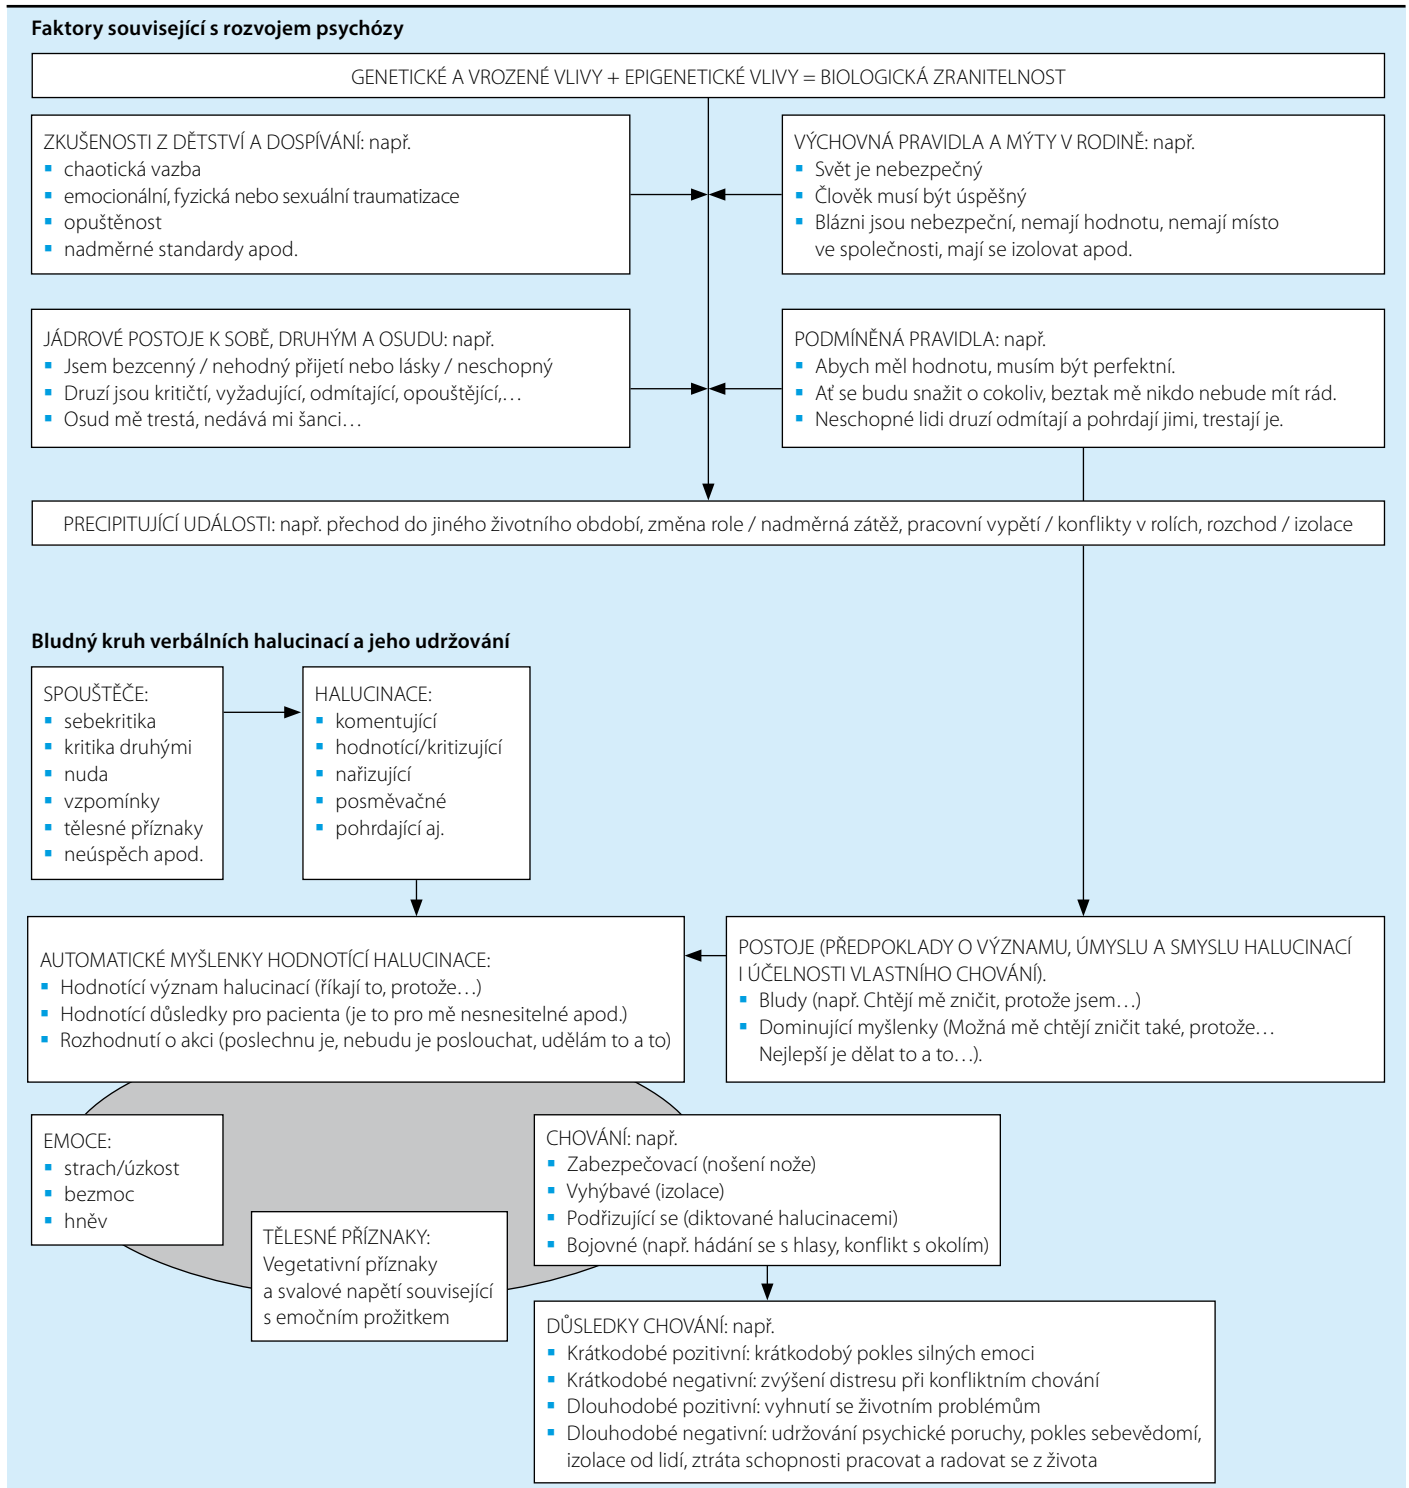 Faktory související s rozvojem psychózy
GENETICKÉ A VROZENÉ VLIVY + EPIGENETICKÉ VLIVY = BIOLOGICKÁ ZRANITELNOST
ZKUŠENOSTI Z DĚTSTVÍ A DOSPÍVÁNÍ: např.
▪ chaotická vazba
▪ emocionální, fyzická nebo sexuální traumatizace
▪ opuštěnost
▪ nadměrné standardy apod.
VÝCHOVNÁ PRAVIDLA A MÝTY V RODINĚ: např.
▪ Svět je nebezpečný
▪ Člověk musí být úspěšný
▪ Blázni jsou nebezpeční, nemají hodnotu, nemají místo
ve společnosti, mají se izolovat apod.
JÁDROVÉ POSTOJE K SOBĚ, DRUHÝM A OSUDU: např.
▪ Jsem bezcenný / nehodný přijetí nebo lásky / neschopný
▪ Druzí jsou kritičtí, vyžadující, odmítající, opouštějící,…
▪ Osud mě trestá, nedává mi šanci…
PODMÍNĚNÁ PRAVIDLA: např.
▪ Abych měl hodnotu, musím být perfektní.
▪ Ať se budu snažit o cokoliv, beztak mě nikdo nebude mít rád.
▪ Neschopné lidi druzí odmítají a pohrdají jimi, trestají je.
PRECIPITUJÍCÍ UDÁLOSTI: např. přechod do jiného životního období, změna role / nadměrná zátěž, pracovní vypětí / konflikty v rolích, rozchod / izolace
Bludný kruh verbálních halucinací a jeho udržování
SPOUŠTĚČE:
▪ sebekritika
▪ kritika druhými
▪ nuda
▪ vzpomínky
▪ tělesné příznaky
▪ neúspěch apod.
HALUCINACE:
▪ komentující
▪ hodnotící/kritizující
▪ nařizující
▪ posměvačné
▪ pohrdající aj.
AUTOMATICKÉ MYŠLENKY HODNOTÍCÍ HALUCINACE:
▪ Hodnotící význam halucinací (říkají to, protože…)
▪ Hodnotící důsledky pro pacienta (je to pro mě nesnesitelné apod.)
▪ Rozhodnutí o akci (poslechnu je, nebudu je poslouchat, udělám to a to)
POSTOJE (PŘEDPOKLADY O VÝZNAMU, ÚMYSLU A SMYSLU HALUCINACÍ
I ÚČELNOSTI VLASTNÍHO CHOVÁNÍ).
▪ Bludy (např. Chtějí mě zničit, protože jsem…)
▪ Dominující myšlenky (Možná mě chtějí zničit také, protože…
Nejlepší je dělat to a to…).
EMOCE:
▪ strach/úzkost
▪ bezmoc
▪ hněv
TĚLESNÉ PŘÍZNAKY:
Vegetativní příznaky
a svalové napětí související
s emočním prožitkem
CHOVÁNÍ: např.
▪ Zabezpečovací (nošení nože)
▪ Vyhýbavé (izolace)
▪ Podřizující se (diktované halucinacemi)
▪ Bojovné (např. hádání se s hlasy, konflikt s okolím)
DŮSLEDKY CHOVÁNÍ: např.
▪ Krátkodobé pozitivní: krátkodobý pokles silných emoci
▪ Krátkodobé negativní: zvýšení distresu při konfliktním chování
▪ Dlouhodobé pozitivní: vyhnutí se životním problémům
▪ Dlouhodobé negativní: udržování psychické poruchy, pokles sebevědomí,
izolace od lidí, ztráta schopnosti pracovat a radovat se z života